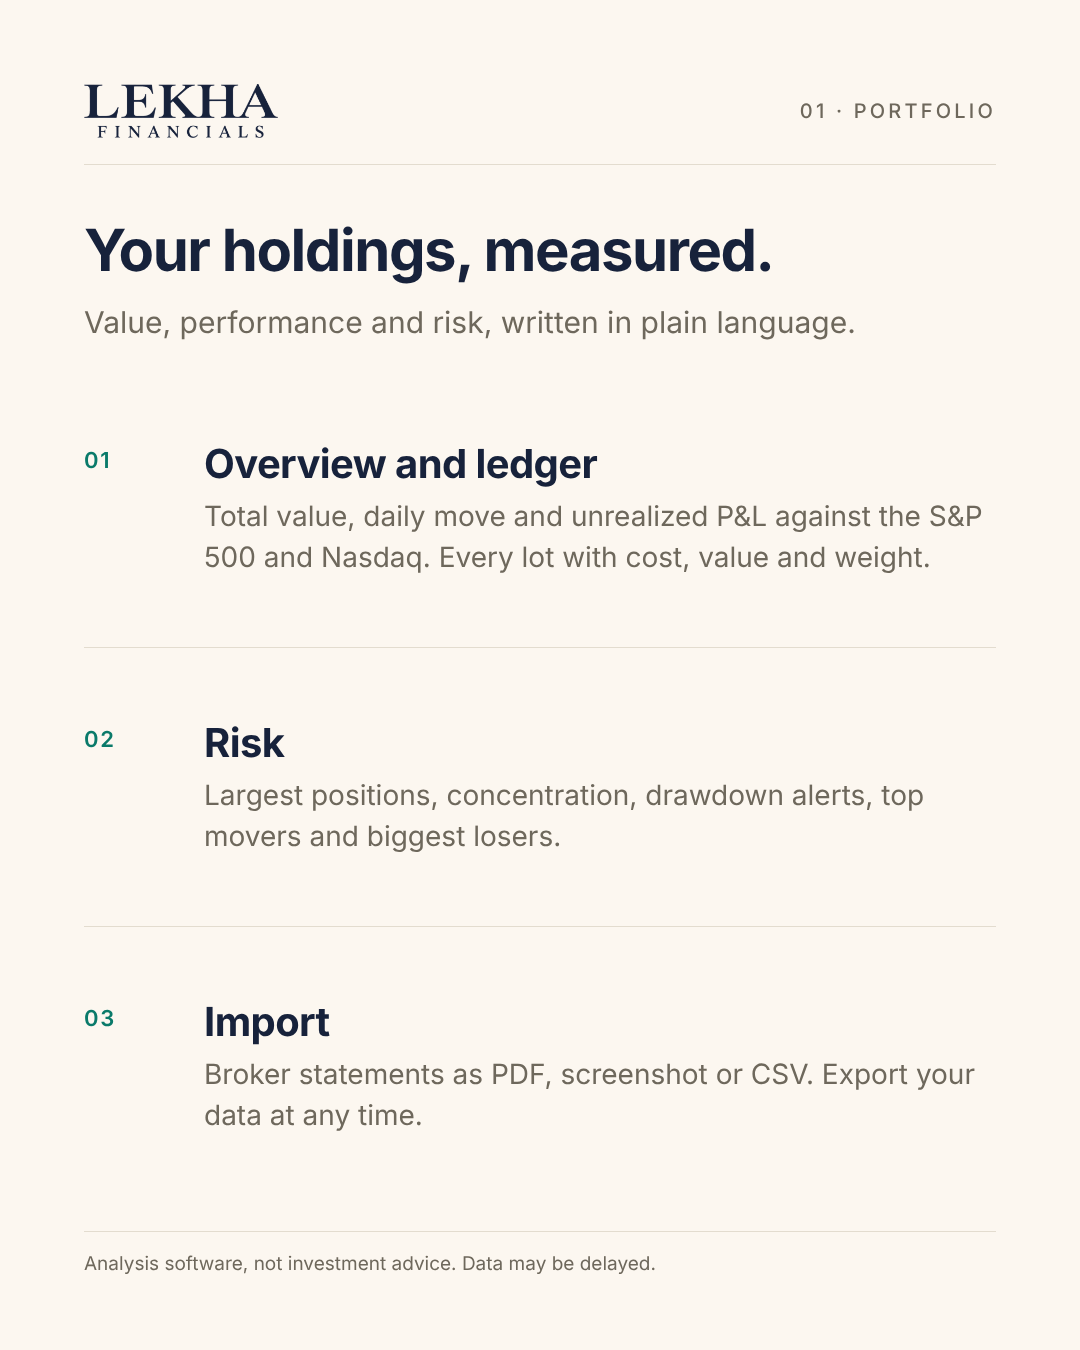 LEKHA
FINANCIALS
01 · PORTFOLIO
Your holdings, measured.
Value, performance and risk, written in plain language.
01
Overview and ledger
Total value, daily move and unrealized P&L against the S&P
500 and Nasdaq. Every lot with cost, value and weight.
02
Risk
Largest positions, concentration, drawdown alerts, top
movers and biggest losers.
03
Import
Broker statements as PDF, screenshot or CSV. Export your
data at any time.
Analysis software, not investment advice. Data may be delayed.